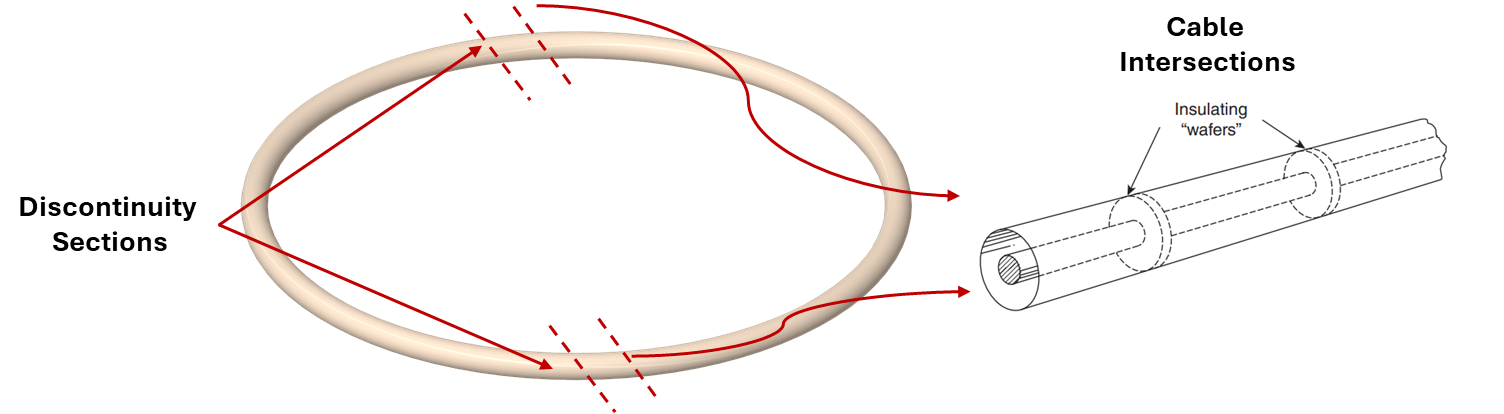 Cable
Intersections
Insulating
“wafers”
Discontinuity
Sections